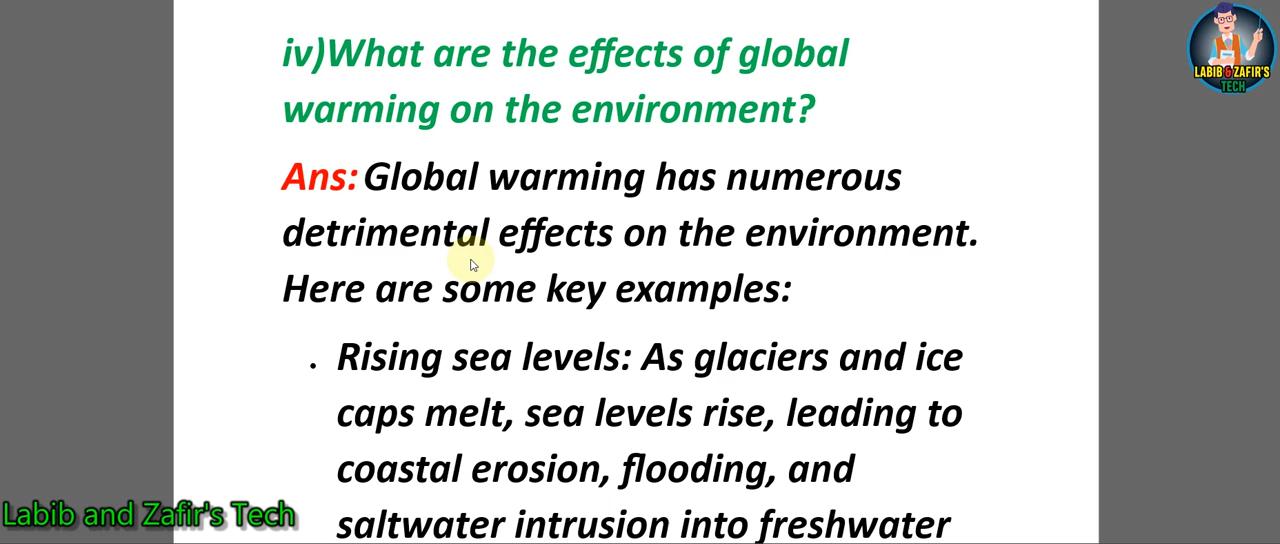 iv)What are the effects of global
warming on the environment?
Ans: Global warming has numerous
detrimental effects on the environment.
Here are some key examples:
• Rising sea levels: As glaciers and ice
caps melt, sea levels rise, leading to
coastal erosion, flooding, and
saltwater intrusion into freshwater
Labib and Zafir's Tech
LABIB & ZAFIR'S
TECH